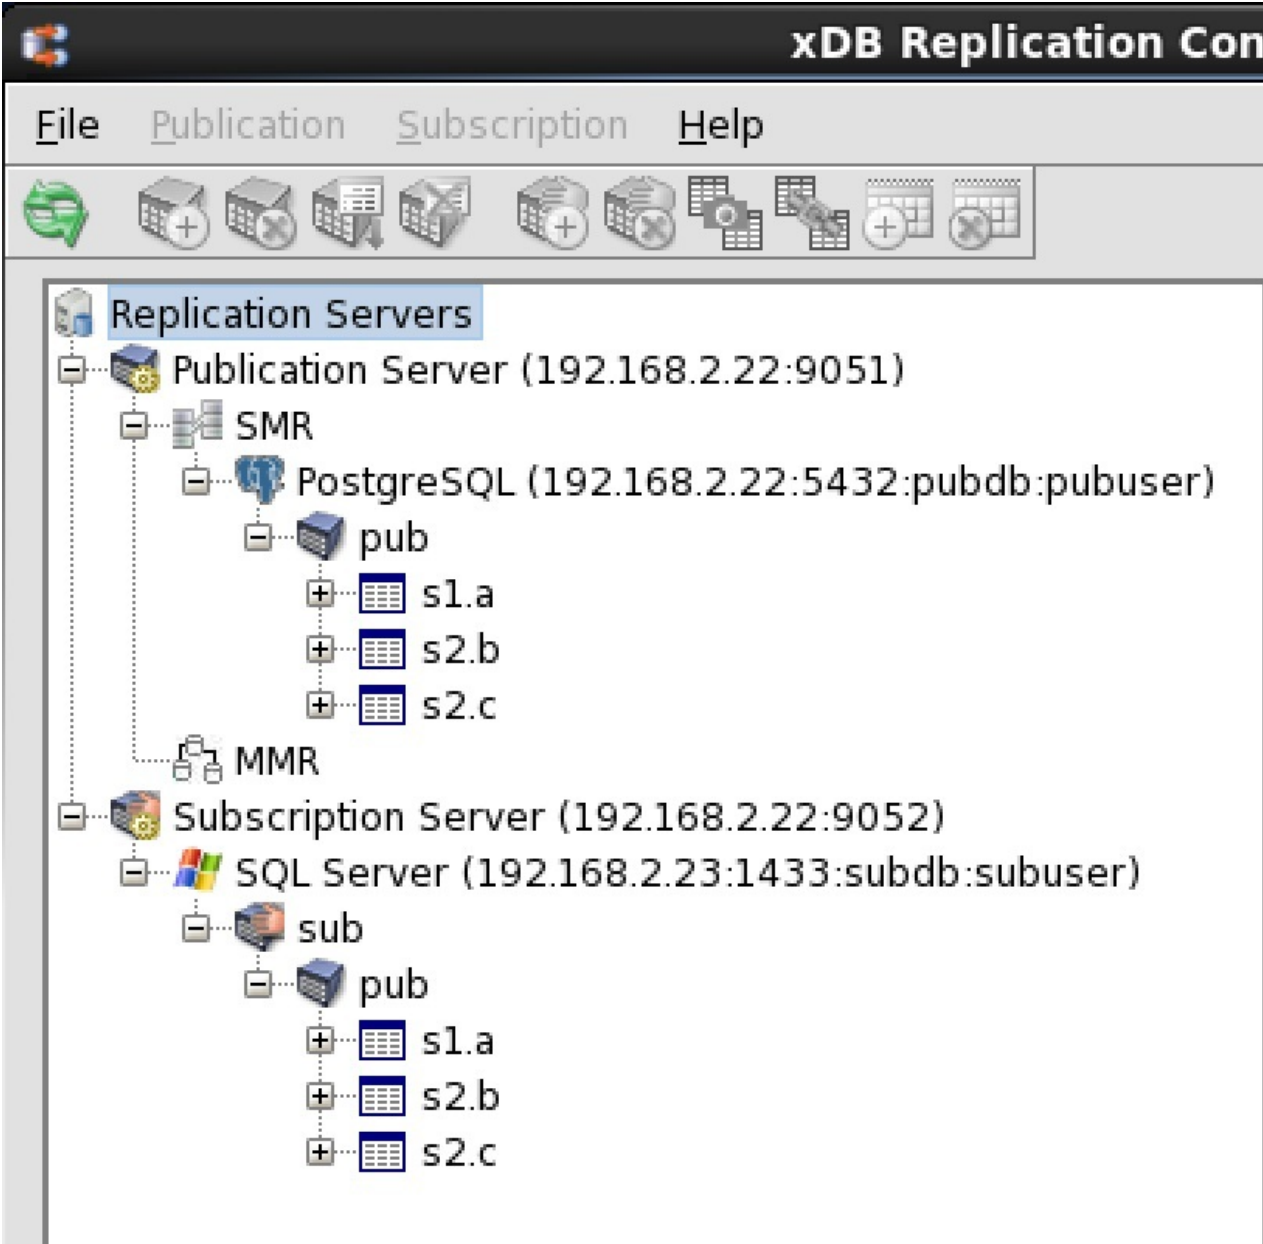 xDB Replication Con
File Publication Subscription Help
Replication Servers
Publication Server (192.168.2.22:9051)
SMR
PostgreSQL (192.168.2.22:5432:pubdb:pubuser)
pub
s1.a
s2.b
s2.c
MMR
Subscription Server (192.168.2.22:9052)
SQL Server (192.168.2.23:1433:subdb:subuser)
sub
pub
s1.a
s2.b
s2.c